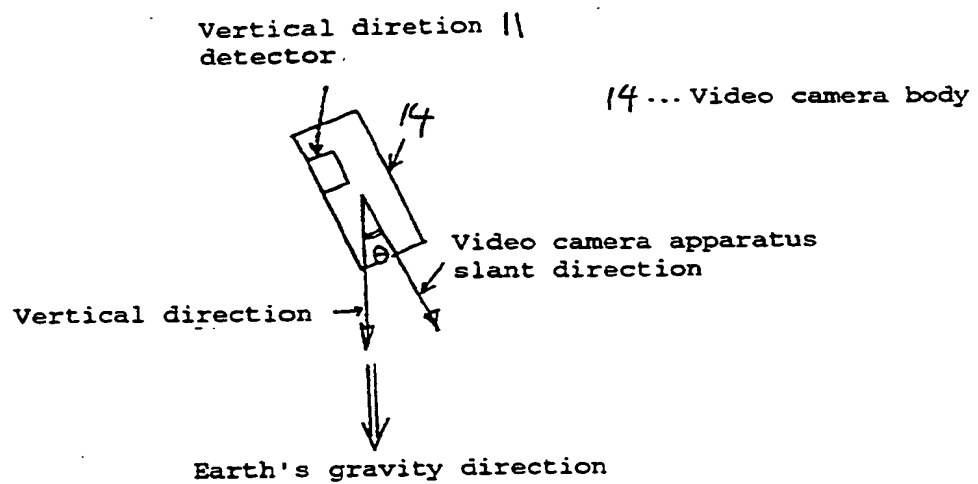 Vertical diretion 11
detector
14
14 ... Video camera body
Video camera apparatus
slant direction
θ
Vertical direction
Earth's gravity direction